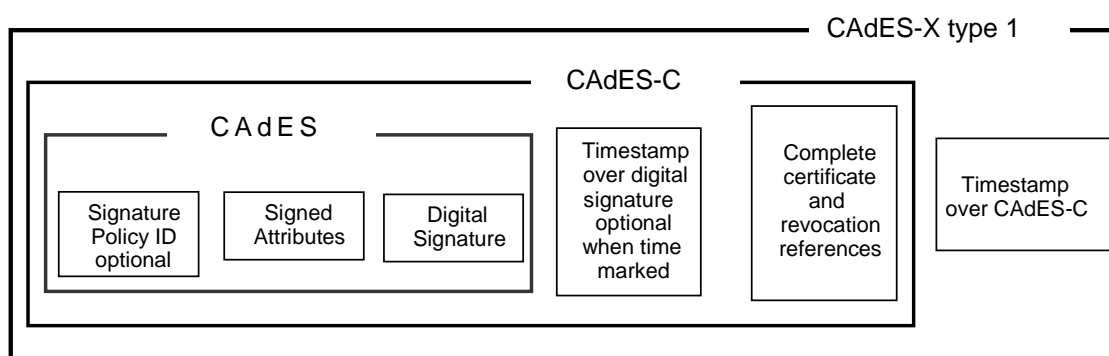 CAdES-X type 1
CAdES-C
CAdES
Signature
Policy ID
optional
Signed
Attributes
Digital
Signature
Timestamp
over digital
signature
optional
when time
marked
Complete
certificate
and
revocation
references
Timestamp
over CAdES-C